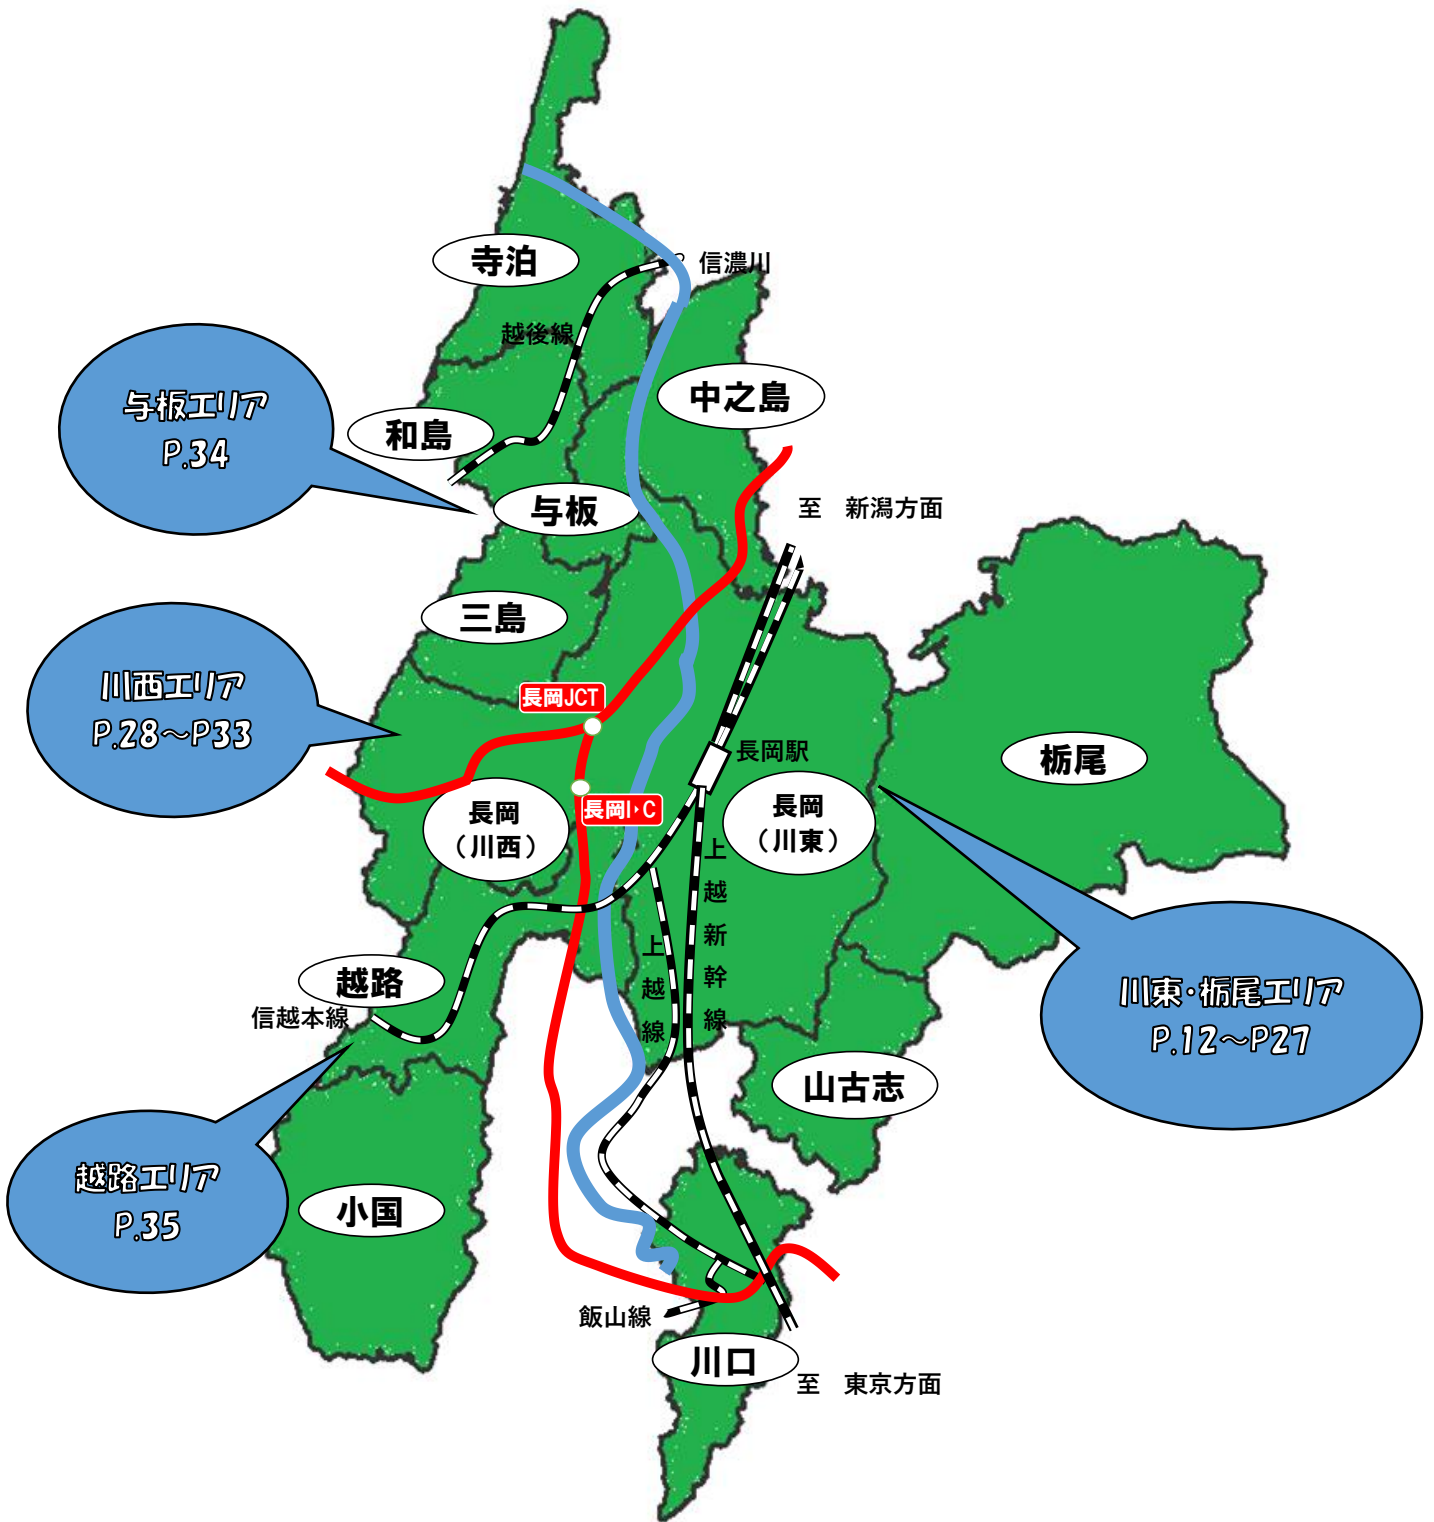 寺泊
信濃川
越後線
中之島
与板エリア
P.34
和島
与板
至　新潟方面
三島
川西エリア
P.28～P33
長岡JCT
長岡駅
栃尾
長岡I・C
長岡
（川西）
長岡
（川東）
上越新幹線
上越線
越路
信越本線
川東・栃尾エリア
P.12～P27
山古志
越路エリア
P.35
小国
飯山線
川口
至　東京方面